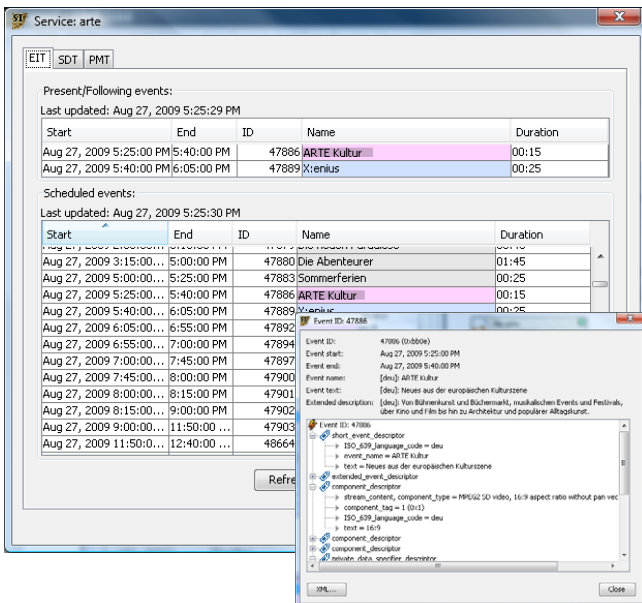 Service: arte
EIT SDT PMT
Present/Following events:
Last updated: Aug 27, 2009 5:25:29 PM
Start End ID Name Duration
Aug 27, 2009 5:25:00 PM 5:40:00 PM 47886 ARTE Kultur 00:15
Aug 27, 2009 5:40:00 PM 6:05:00 PM 47889 X:enius 00:25
Scheduled events:
Last updated: Aug 27, 2009 5:25:30 PM
Start End ID Name Duration
Aug 27, 2009 3:15:00... 5:00:00 PM 47880 Die Abenteurer 01:45
Aug 27, 2009 5:00:00... 5:25:00 PM 47883 Sommerferien 00:25
Aug 27, 2009 5:25:00... 5:40:00 PM 47886 ARTE Kultur 00:15
Aug 27, 2009 5:40:00... 6:05:00 PM 47889 X:enius 00:25
Aug 27, 2009 6:05:00... 6:55:00 PM 47892
Aug 27, 2009 6:55:00... 7:00:00 PM 47894
Aug 27, 2009 7:00:00... 7:45:00 PM 47897
Aug 27, 2009 7:45:00... 8:00:00 PM 47900
Aug 27, 2009 8:00:00... 8:15:00 PM 47901
Aug 27, 2009 8:15:00... 9:00:00 PM 47902
Aug 27, 2009 9:00:00... 11:50:00 ... 47903
Aug 27, 2009 11:50:0... 12:40:00 ... 48664
Refre
Event ID: 47886
Event ID: 47886 (0xbb0e)
Event start: Aug 27, 2009 5:25:00 PM
Event end: Aug 27, 2009 5:40:00 PM
Event name: [deu]: ARTE Kultur
Event text: [deu]: Neues aus der europäischen Kulturszene
Extended description: [deu]: Von Bühnenkunst und Büchermarkt, musikalischen Events und Festivals,
über Kino und Film bis hin zu Architektur und populärer Alltagskunst.
Event ID: 47886
short_event_descriptor
ISO_639_language_code = deu
event_name = ARTE Kultur
text = Neues aus der europäischen Kulturszene
extended_event_descriptor
component_descriptor
stream_content, component_type = MPEG2 SD video, 16:9 aspect ratio without pan vec
component_tag = 1 (0x1)
ISO_639_language_code = deu
text = 16:9
component_descriptor
component_descriptor
private_data_specifier_descriptor
XML... Close